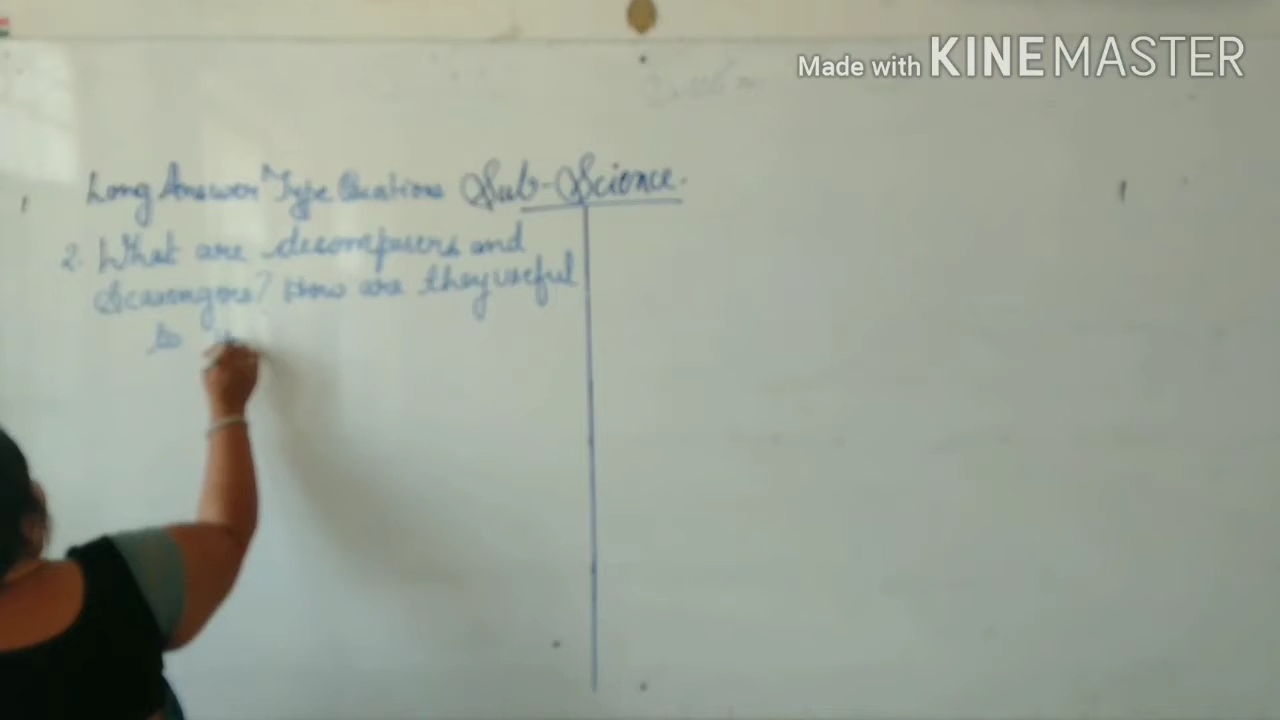 Made with KINEMASTER
Long Answer Type Questions Sub-Science.
2. What are decomposers and
Scavengers? How are they useful
to